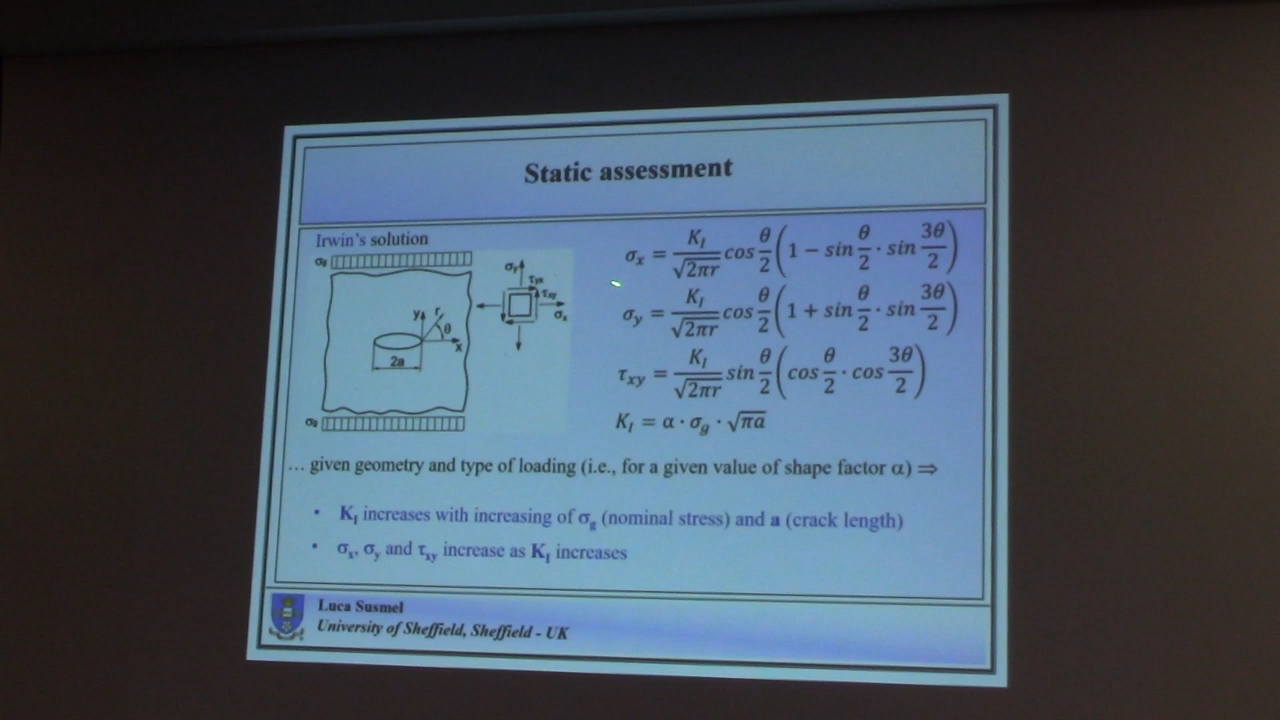 Static assessment
Irwin's solution
σg
σy
τyx
τxy
σx
y
r
θ
x
2a
σg
σx = KI/√2πr cos θ/2 (1 − sin θ/2 · sin 3θ/2)
σy = KI/√2πr cos θ/2 (1 + sin θ/2 · sin 3θ/2)
τxy = KI/√2πr sin θ/2 (cos θ/2 · cos 3θ/2)
KI = α · σg · √πa
... given geometry and type of loading (i.e., for a given value of shape factor α) ⇒
• KI increases with increasing of σg (nominal stress) and a (crack length)
• σx, σy and τxy increase as KI increases
Luca Susmel
University of Sheffield, Sheffield - UK